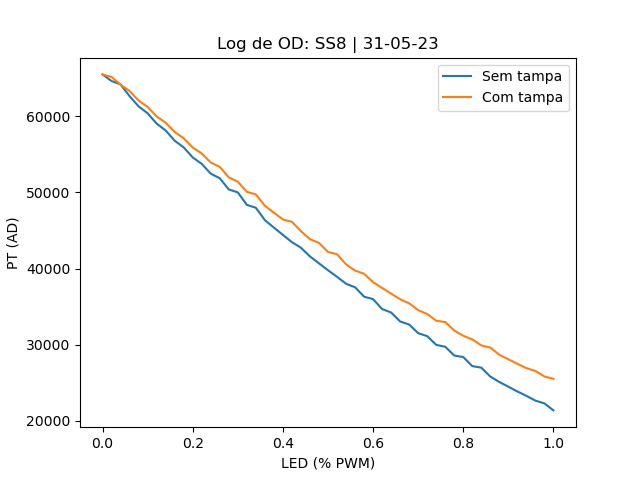 Log de OD: SS8 | 31-05-23
Sem tampa
Com tampa
60000
50000
40000
30000
20000
PT (AD)
0.0 0.2 0.4 0.6 0.8 1.0
LED (% PWM)